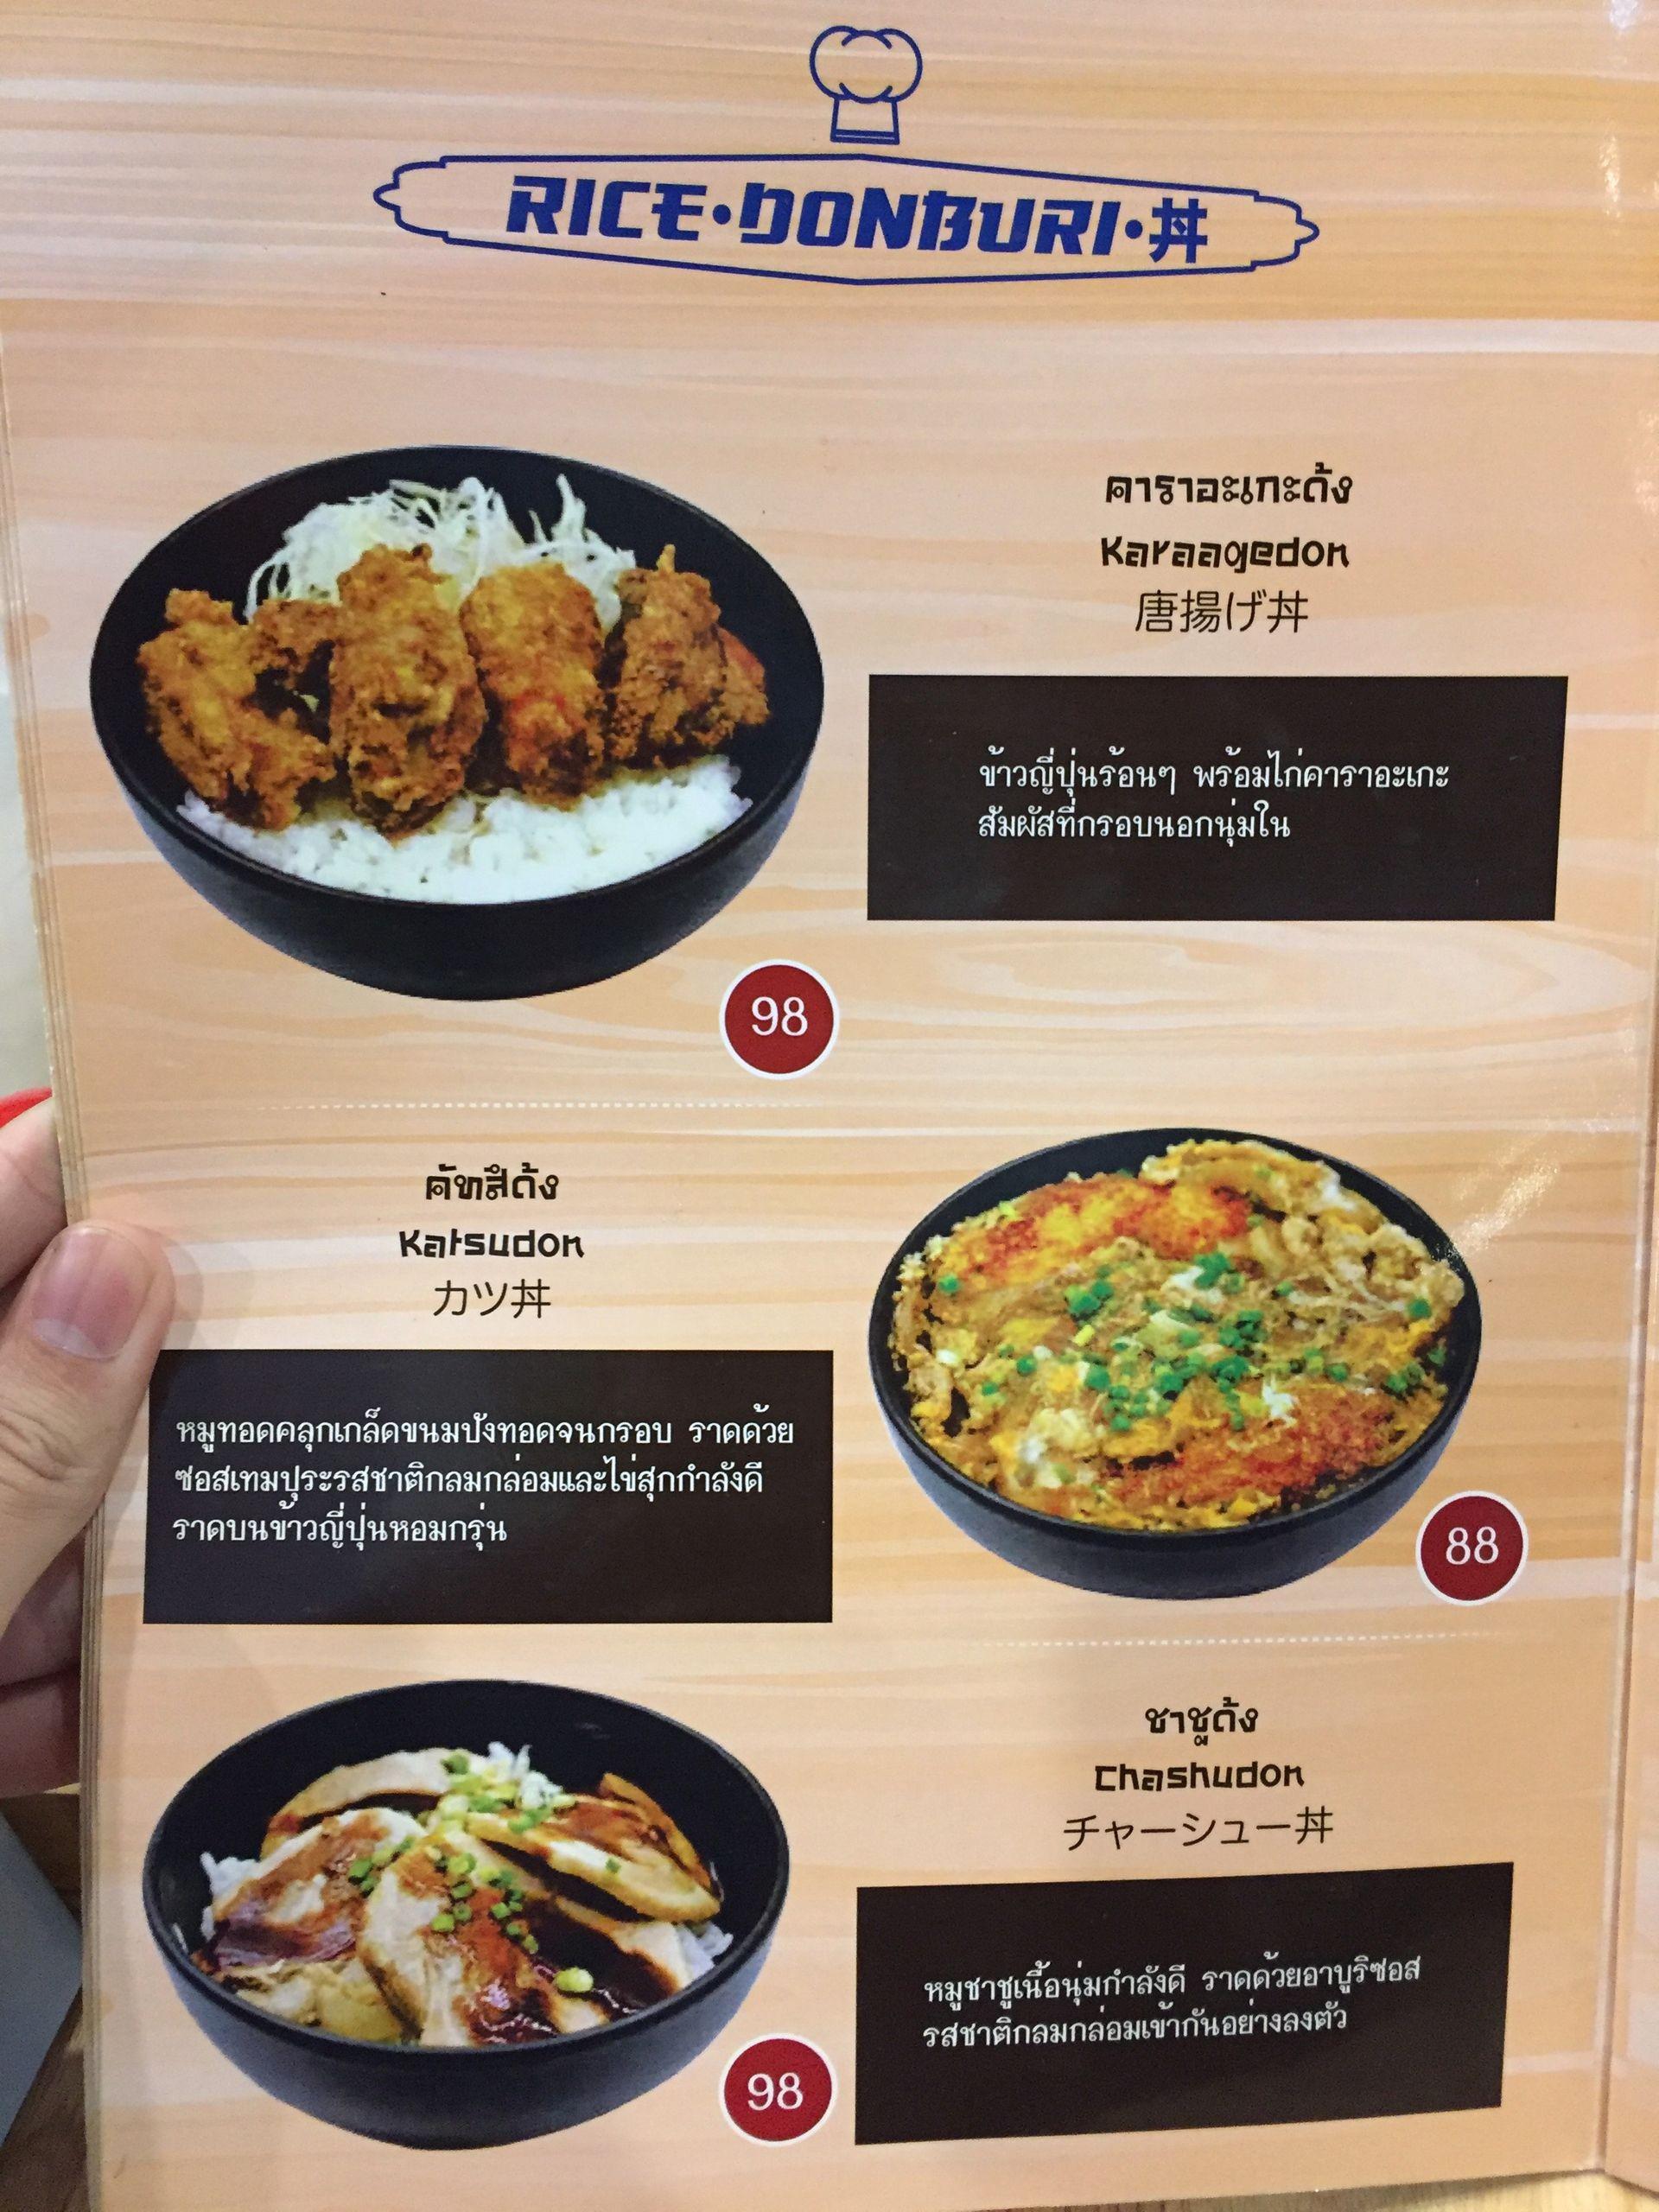 RICE•DONBURI•丼
คาราอะเกะด้ง
Karaagedon
唐揚げ丼
ข้าวญี่ปุ่นร้อนๆ พร้อมไก่คาราอะเกะ
สัมผัสที่กรอบนอกนุ่มใน
98
คัทสึด้ง
Katsudon
カツ丼
หมูทอดคลุกเกล็ดขนมปังทอดจนกรอบ ราดด้วย
ซอสเทมปุระรสชาติกลมกล่อมและไข่สุกกำลังดี
ราดบนข้าวญี่ปุ่นหอมกรุ่น
88
ชาชูด้ง
Chashudon
チャーシュー丼
หมูชาชูเนื้อนุ่มกำลังดี ราดด้วยอาบูริซอส
รสชาติกลมกล่อมเข้ากันอย่างลงตัว
98